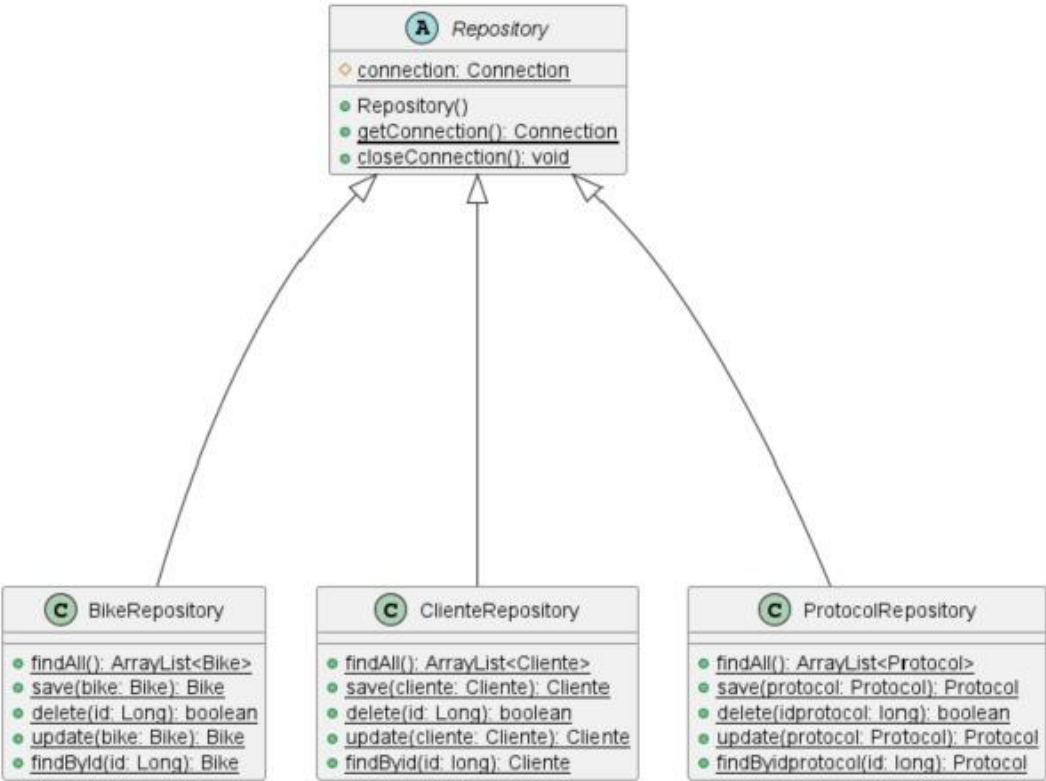 A Repository
connection: Connection
Repository()
getConnection(): Connection
closeConnection(): void
C BikeRepository
findAll(): ArrayList<Bike>
save(bike: Bike): Bike
delete(id: Long): boolean
update(bike: Bike): Bike
findById(id: Long): Bike
C ClienteRepository
findAll(): ArrayList<Cliente>
save(cliente: Cliente): Cliente
delete(id: Long): boolean
update(cliente: Cliente): Cliente
findByid(id: long): Cliente
C ProtocolRepository
findAll(): ArrayList<Protocol>
save(protocol: Protocol): Protocol
delete(idprotocol: long): boolean
update(protocol: Protocol): Protocol
findByidprotocol(id: long): Protocol